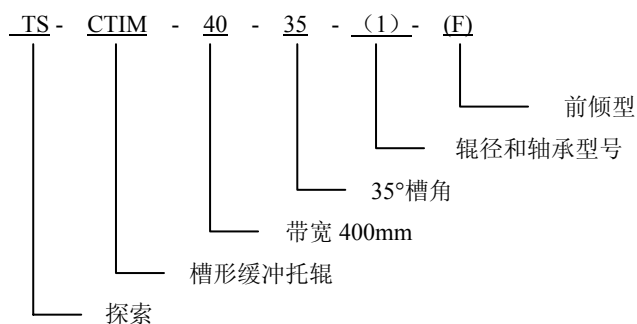 TS - CTIM - 40 - 35 - （1）- (F)
前倾型
辊径和轴承型号
35°槽角
带宽 400mm
槽形缓冲托辊
探索